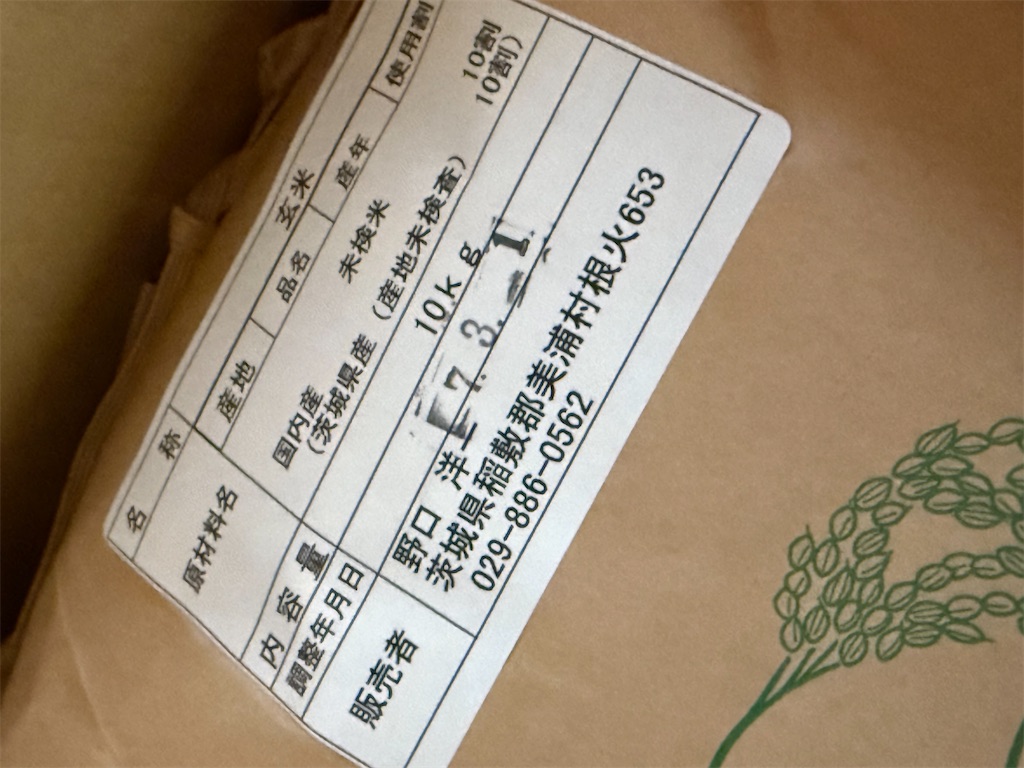 名称 玄米
原材料名 産地 品名 産年 使用割
国内産 未検米 10割
(茨城県産 (産地未検査) 10割)
内容量 10kg
調整年月日 7. 3. 1
販売者 野口 洋
茨城県稲敷郡美浦村根火653
029-886-0562